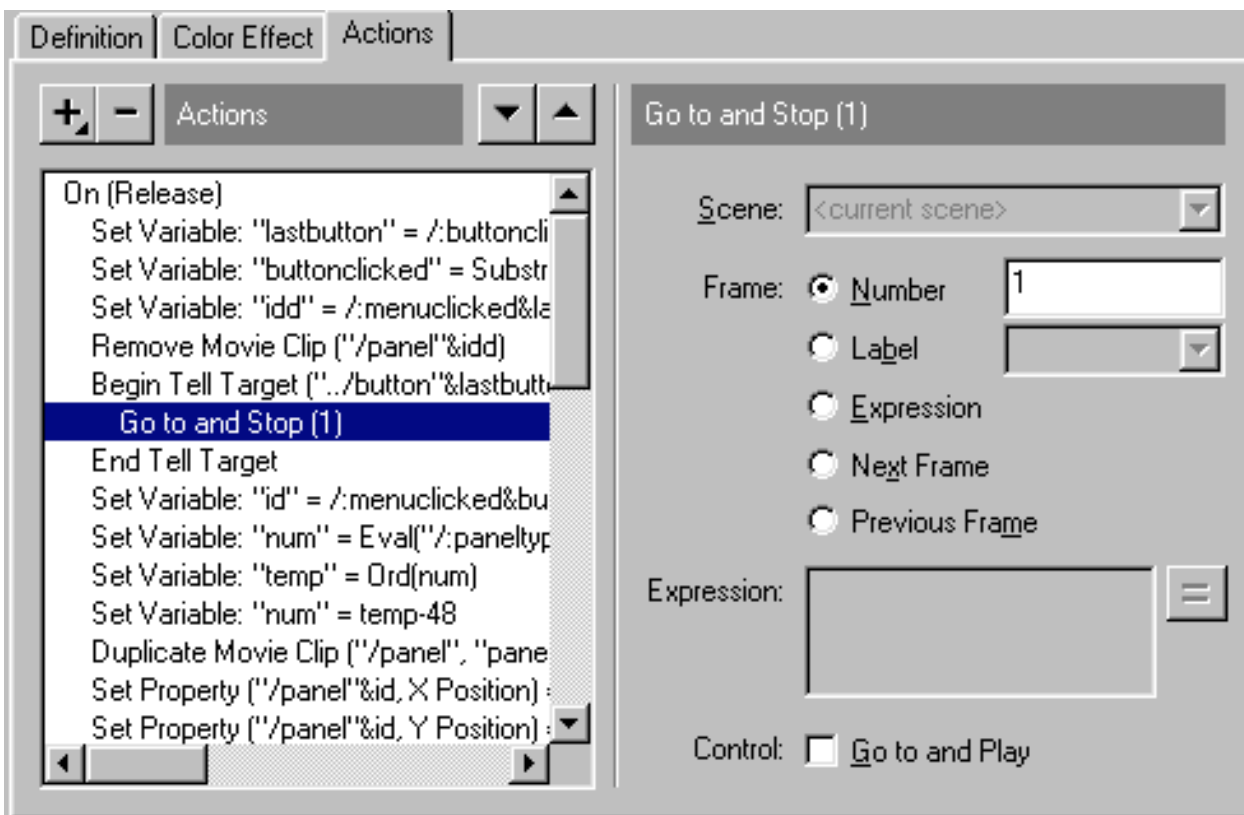 Definition Color Effect Actions
Actions
On (Release)
Set Variable: "lastbutton" = /:buttoncli
Set Variable: "buttonclicked" = Substr
Set Variable: "idd" = /:menuclicked&la
Remove Movie Clip ("/panel"&idd)
Begin Tell Target ("../button"&lastbutto
Go to and Stop (1)
End Tell Target
Set Variable: "id" = /:menuclicked&bu
Set Variable: "num" = Eval("/:paneltyp
Set Variable: "temp" = Ord(num)
Set Variable: "num" = temp-48
Duplicate Movie Clip ("/panel", "pane
Set Property ("/panel"&id, X Position) =
Set Property ("/panel"&id, Y Position) =
Go to and Stop (1)
Scene: <current scene>
Frame: Number 1
Label
Expression
Next Frame
Previous Frame
Expression: =
Control: Go to and Play